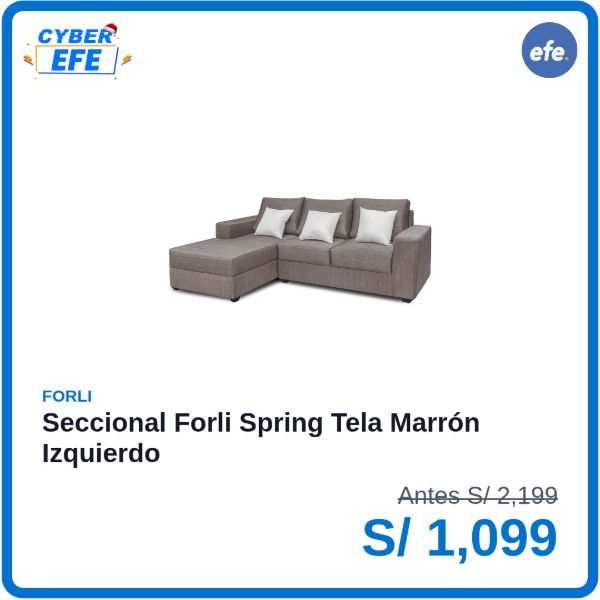 CYBER
EFE
efe.
FORLI
Seccional Forli Spring Tela Marrón
Izquierdo
Antes S/ 2,199
S/ 1,099